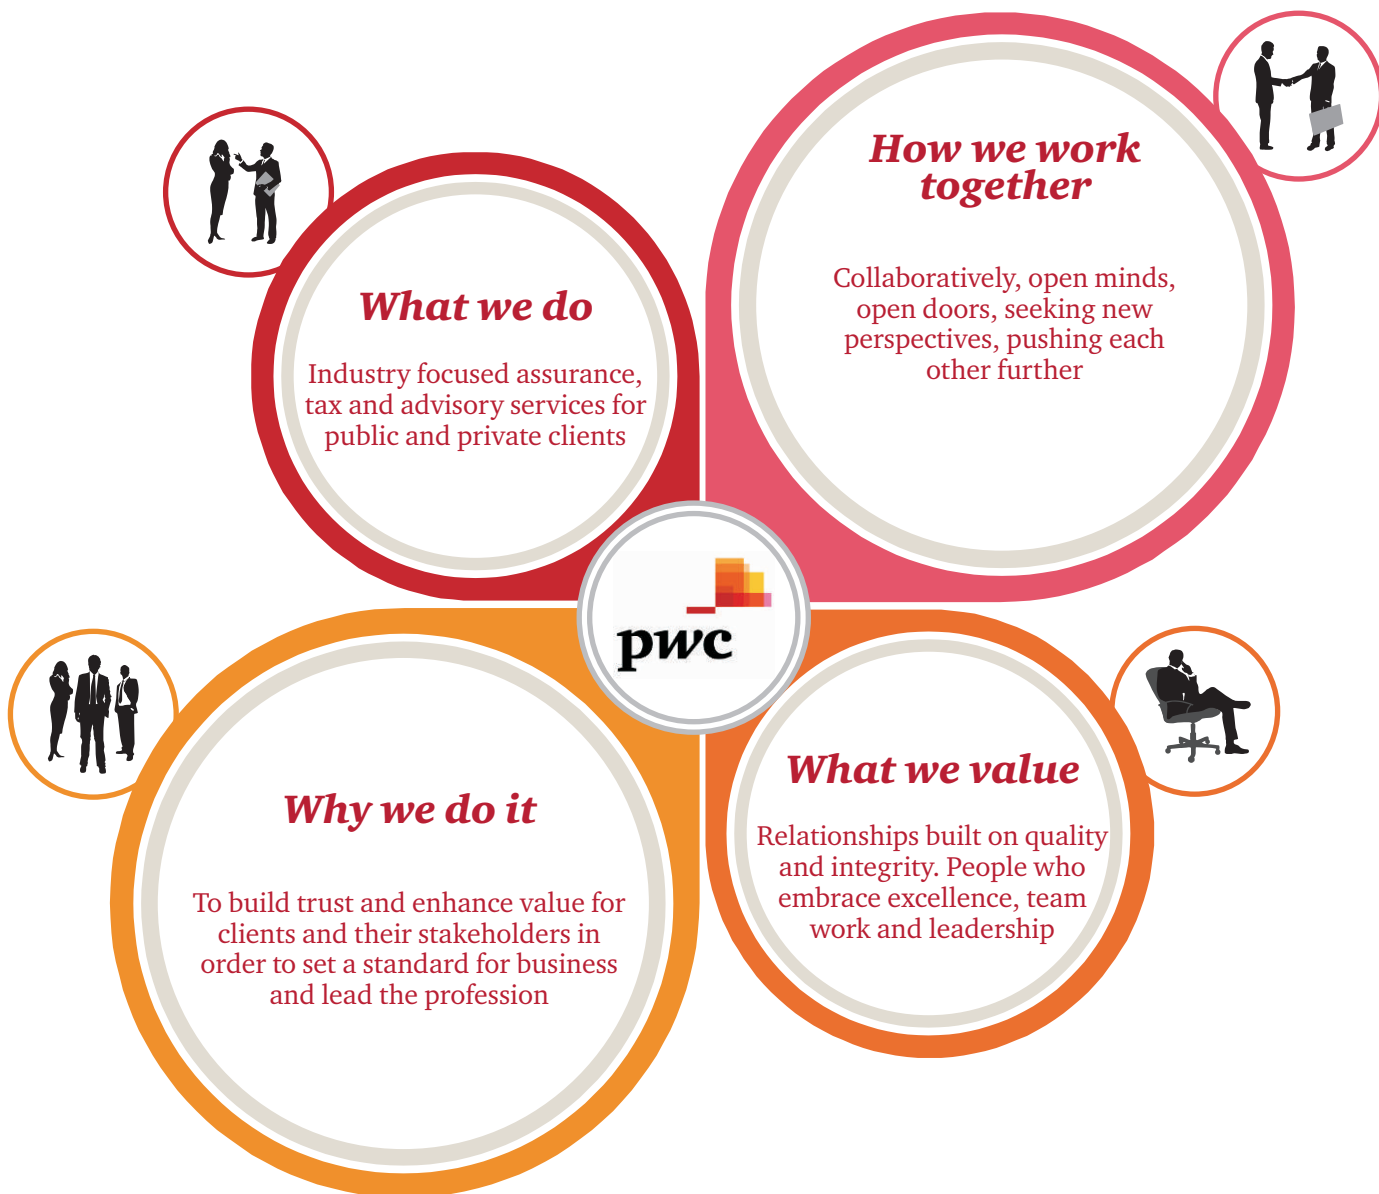 How we work
together
Collaboratively, open minds,
open doors, seeking new
perspectives, pushing each
other further
What we do
Industry focused assurance,
tax and advisory services for
public and private clients
pwc
Why we do it
To build trust and enhance value for
clients and their stakeholders in
order to set a standard for business
and lead the profession
What we value
Relationships built on quality
and integrity. People who
embrace excellence, team
work and leadership